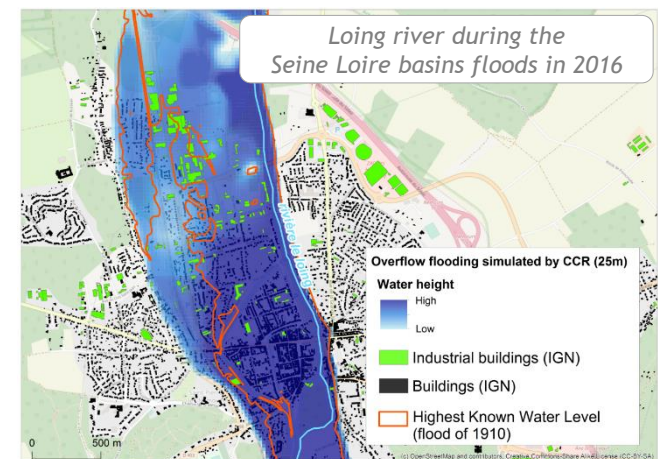 Loing river during the
Seine Loire basins floods in 2016
Overflow flooding simulated by CCR (25m)
Water height
High
Low
Industrial buildings (IGN)
Buildings (IGN)
Highest Known Water Level
(flood of 1910)
0 500 m
(c) OpenStreetMap and contributors, Creative Commons-Share Alike License (CC-BY-SA)